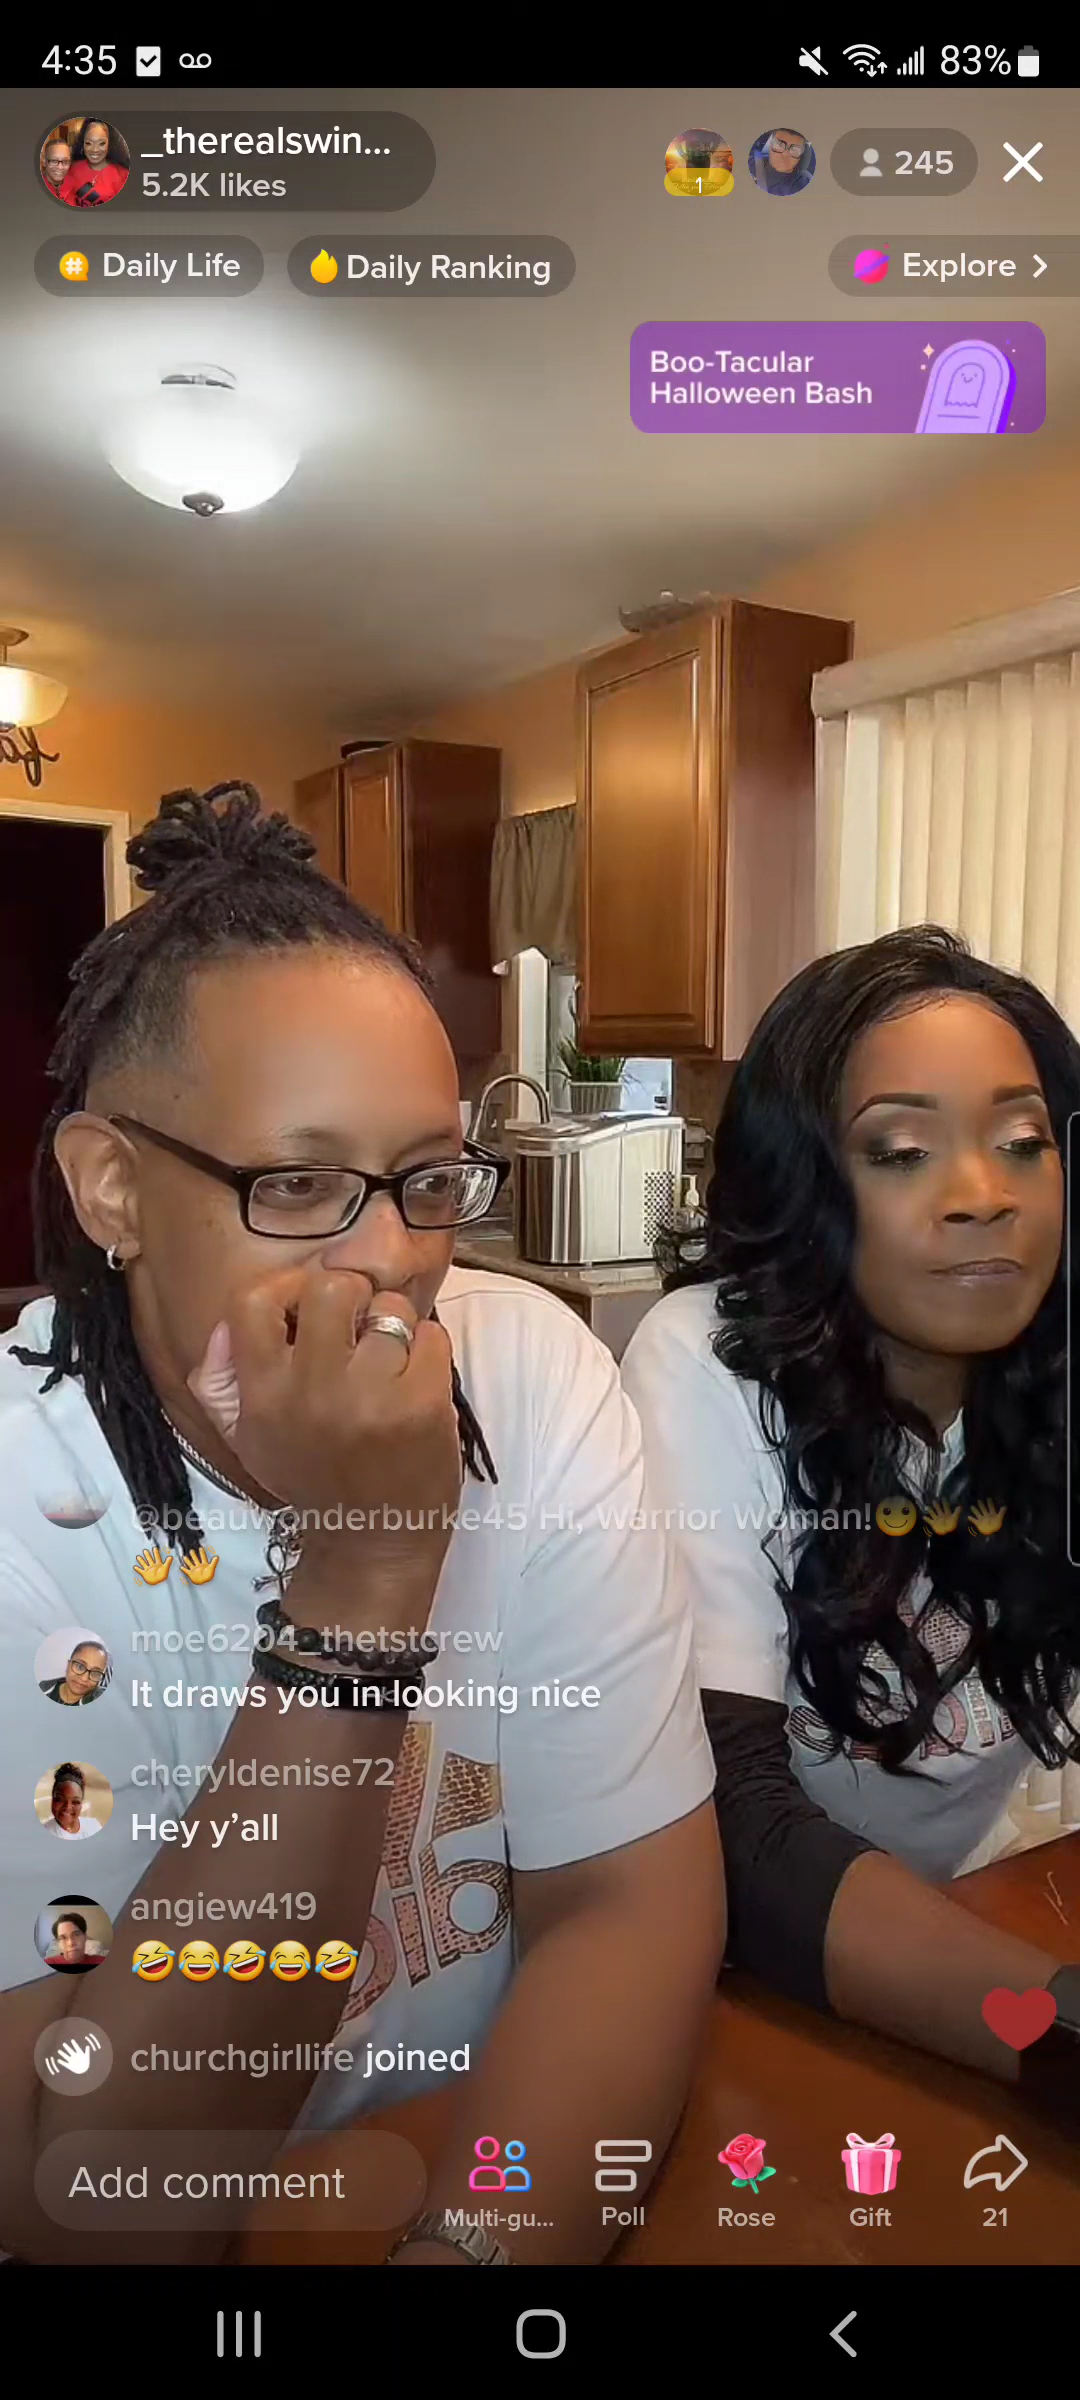 4:35
83%
_therealswin...
5.2K likes
1
245
Daily Life
Daily Ranking
Explore >
Boo-Tacular
Halloween Bash
@beauwonderburke45 Hi, Warrior Woman!🙂👋👋
👋👋
moe6204_thetstcrew
It draws you in looking nice
cheryldenise72
Hey y’all
angiew419
🤣😂🤣😂🤣
churchgirllife joined
Add comment
Multi-gu...
Poll
Rose
Gift
21